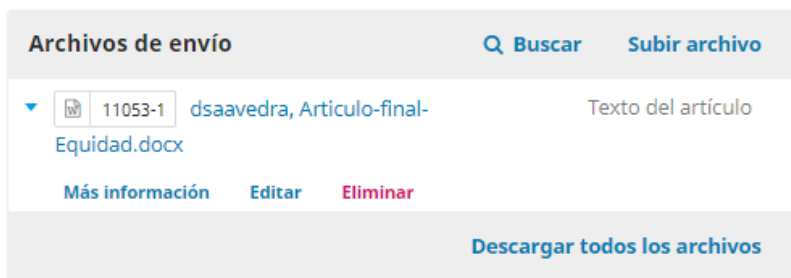 Archivos de envío Buscar Subir archivo
11053-1 dsaavedra, Articulo-final- Texto del artículo
Equidad.docx
Más información Editar Eliminar
Descargar todos los archivos